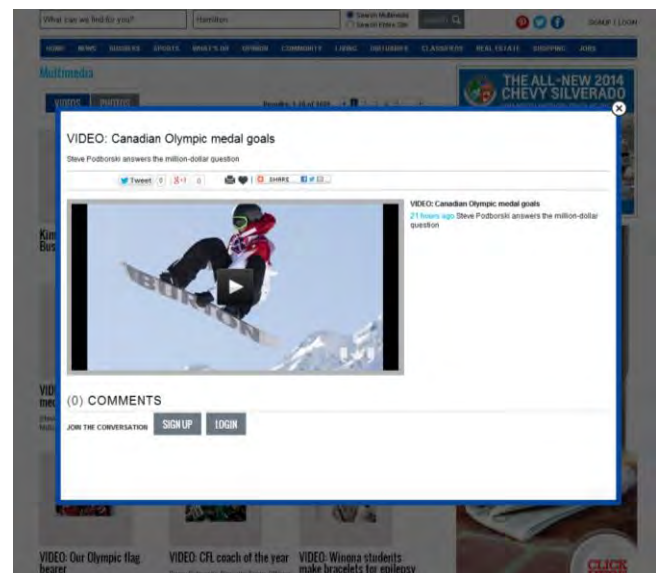 What can we find for you?
Hamilton
Search Multimedia
Search Entire Site
SEARCH
SIGNUP | LOGIN
HOME NEWS BUSINESS SPORTS WHAT'S ON OPINION COMMUNITY LIVING CLASSIFIEDS REAL ESTATE SHOPPING JOBS
Multimedia
VIDEOS PHOTOS
THE ALL-NEW 2014
CHEVY SILVERADO
VIDEO: Canadian Olympic medal goals
Steve Podborski answers the million-dollar question
Tweet 0 0 SHARE
BURTON
VIDEO: Canadian Olympic medal goals
21 hours ago Steve Podborski answers the million-dollar
question
(0) COMMENTS
JOIN THE CONVERSATION SIGN UP LOGIN
VIDEO: Our Olympic flag
bearer
VIDEO: CFL coach of the year
VIDEO: Winona students
make bracelets for epilepsy
CLICK